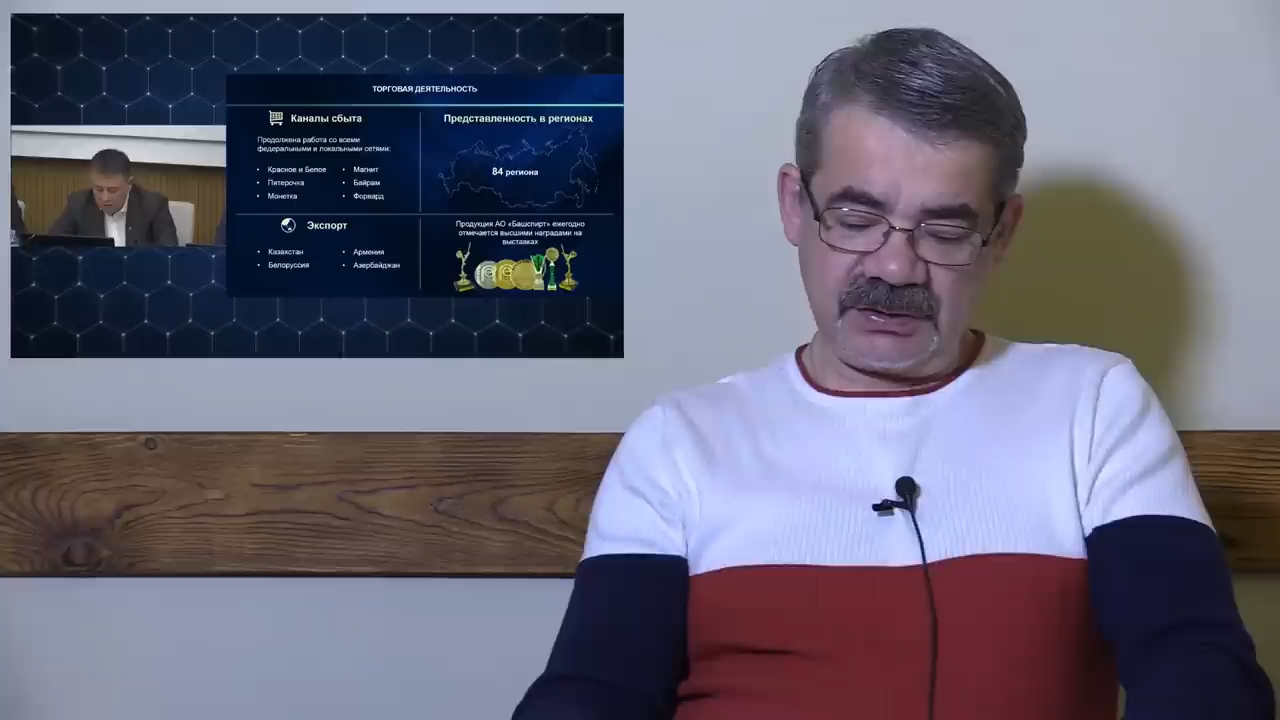 ТОРГОВАЯ ДЕЯТЕЛЬНОСТЬ
Каналы сбыта
Продолжена работа со всеми
федеральными и локальными сетями:
• Красное и Белое
• Пятерочка
• Монетка
• Магнит
• Байрам
• Форвард
Представленность в регионах
84 региона
Экспорт
• Казахстан
• Белоруссия
• Армения
• Азербайджан
Продукция АО «Башспирт» ежегодно
отмечается высшими наградами на
выставках